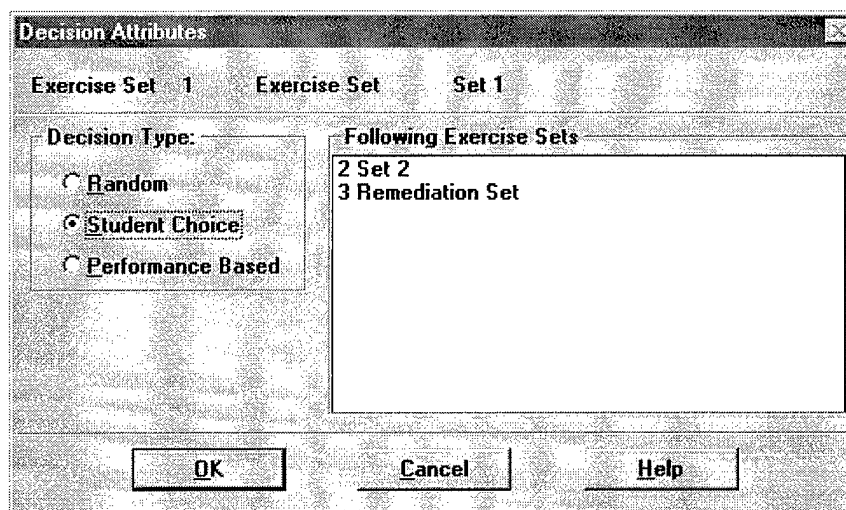 Decision Attributes
Exercise Set 1 Exercise Set Set 1
Decision Type:
Random
Student Choice
Performance Based
Following Exercise Sets
2 Set 2
3 Remediation Set
OK Cancel Help